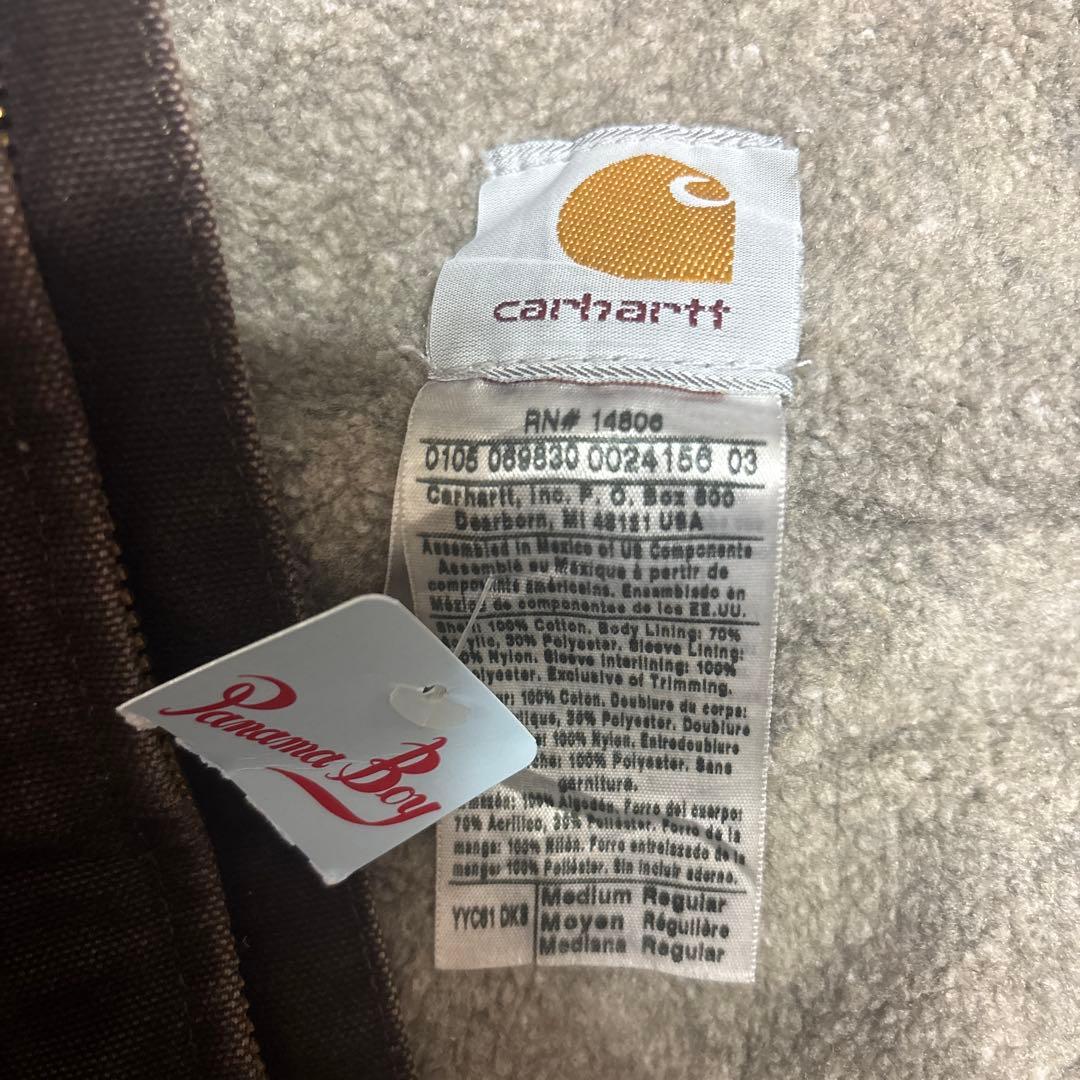 carhartt
RN# 14806
0105 069830 0024156 03
Carhartt, Inc. P. O. Box 600
Dearborn, MI 48121 USA
Assembled in Mexico of US Components
Assemblé au Mexique à partir de
composants américains. Ensamblado en
México de componentes de los EE.UU.
Shell: 100% Cotton. Body Lining: 70%
30% Polyester. Sleeve Lining:
Nylon. Sleeve Interlining: 100%
Polyester. Exclusive of Trimming.
100% Coton. Doublure du corps:
30% Polyester. Doublure
100% Nylon. Entredoublure
100% Polyester. Sans
garniture.
100% Algodón. Forro del cuerpo:
70% Acrílico, 30% Poliéster. Forro de la
manga: 100% Nilón. Forro entrelazado de la
manga: 100% Poliéster. Sin incluir adorno.
YYC61 DKB
Medium Regular
Moyen Régulière
Mediana Regular
Panama Boy